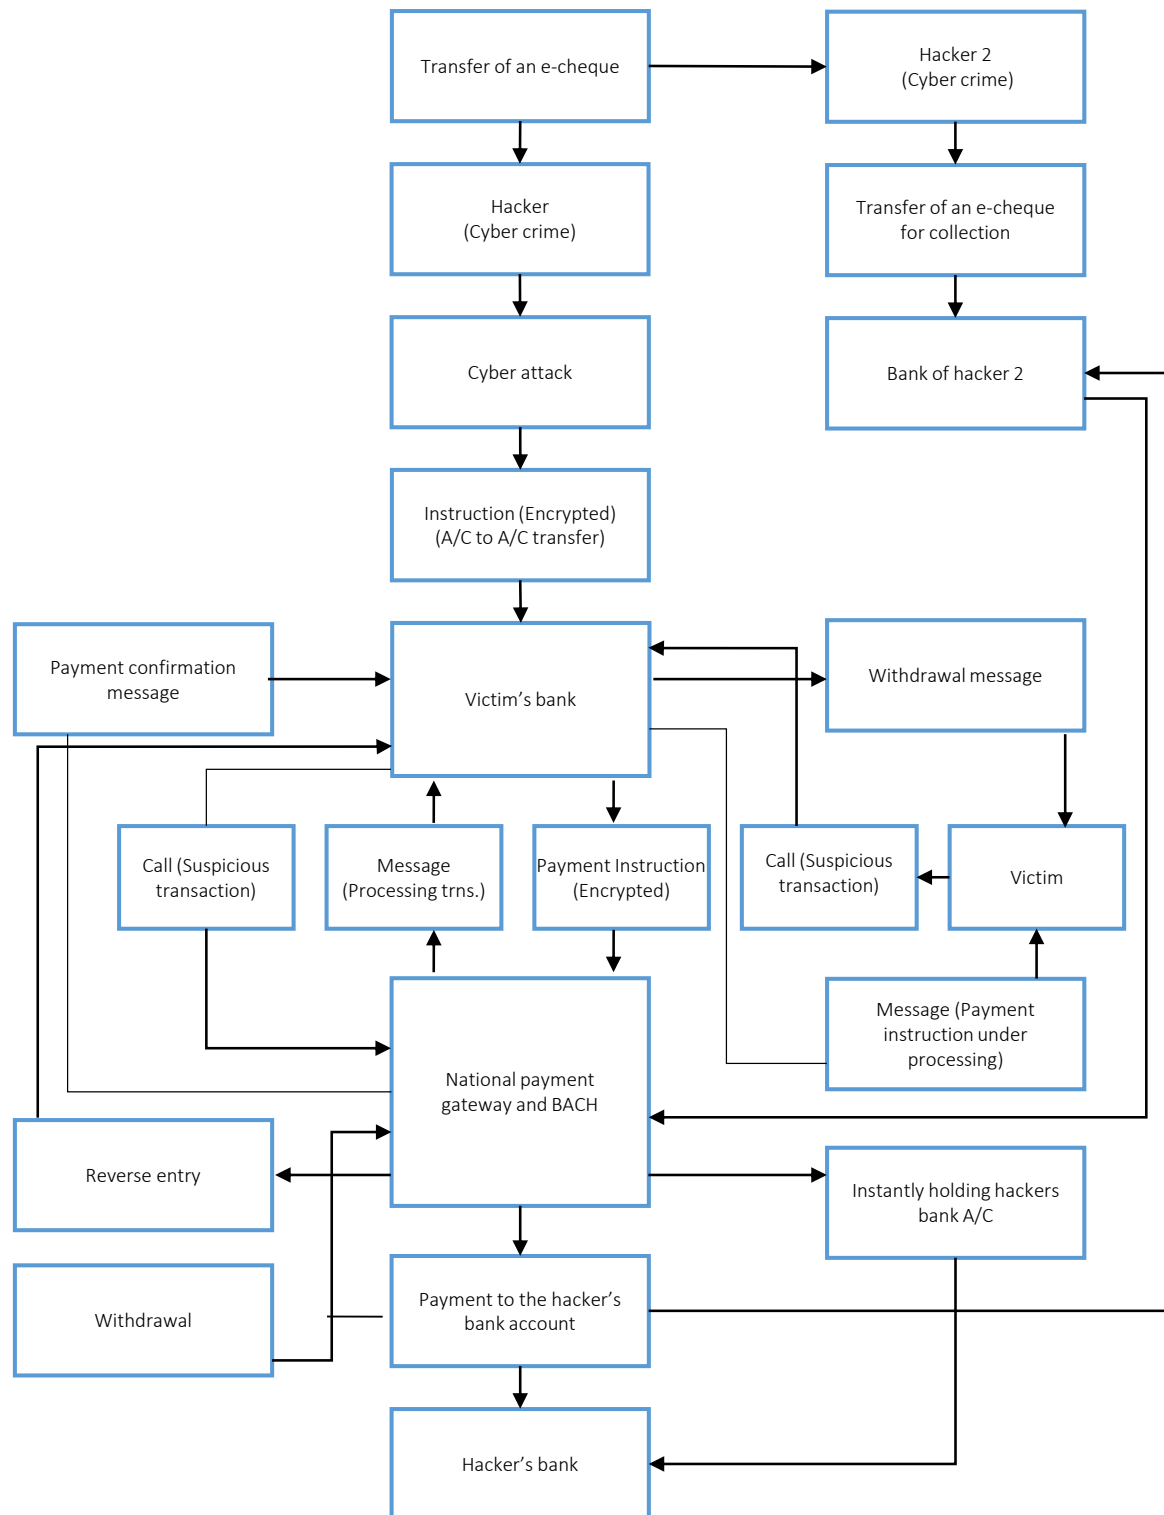 Transfer of an e-cheque
Hacker 2
(Cyber crime)
Hacker
(Cyber crime)
Transfer of an e-cheque
for collection
Cyber attack
Bank of hacker 2
Instruction (Encrypted)
(A/C to A/C transfer)
Payment confirmation
message
Victim’s bank
Withdrawal message
Call (Suspicious
transaction)
Message
(Processing trns.)
Payment Instruction
(Encrypted)
Call (Suspicious
transaction)
Victim
Message (Payment
instruction under
processing)
National payment
gateway and BACH
Reverse entry
Instantly holding hackers
bank A/C
Withdrawal
Payment to the hacker’s
bank account
Hacker’s bank